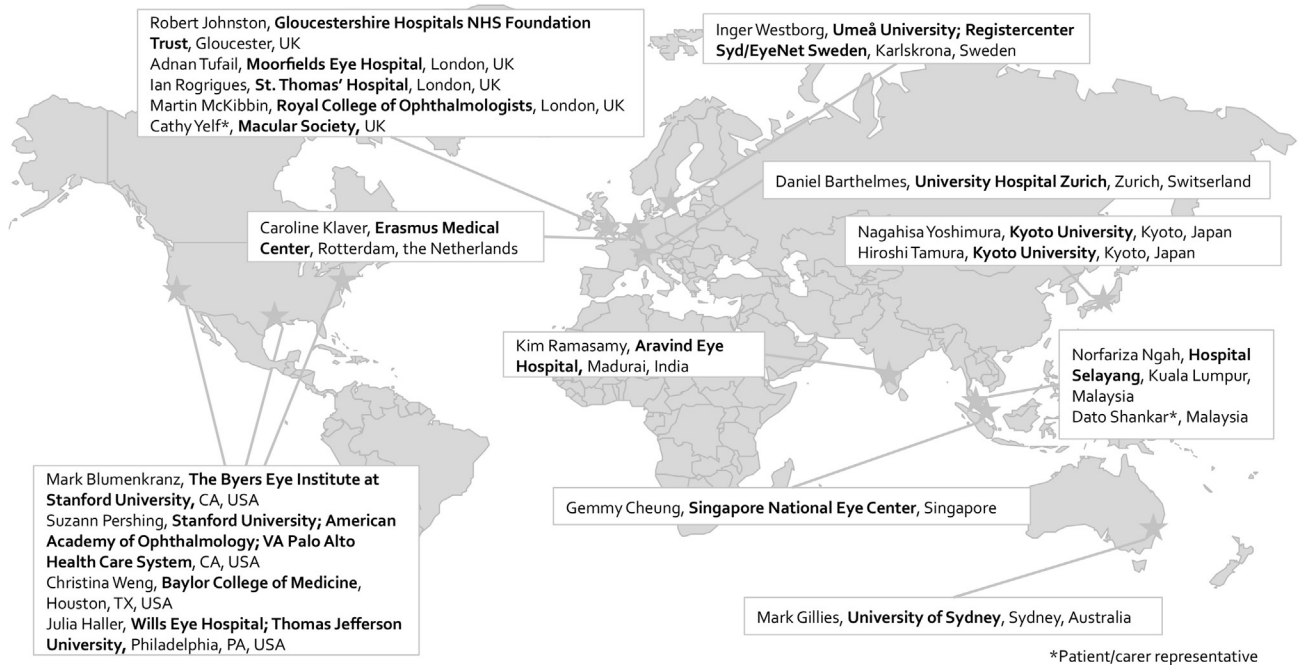 Robert Johnston, Gloucestershire Hospitals NHS Foundation
Trust, Gloucester, UK
Adnan Tufail, Moorfields Eye Hospital, London, UK
Ian Rogrigues, St. Thomas' Hospital, London, UK
Martin McKibbin, Royal College of Ophthalmologists, London, UK
Cathy Yelf*, Macular Society, UK
Inger Westborg, Umeå University; Registercenter
Syd/EyeNet Sweden, Karlskrona, Sweden
Daniel Barthelmes, University Hospital Zurich, Zurich, Switserland
Caroline Klaver, Erasmus Medical
Center, Rotterdam, the Netherlands
Nagahisa Yoshimura, Kyoto University, Kyoto, Japan
Hiroshi Tamura, Kyoto University, Kyoto, Japan
Kim Ramasamy, Aravind Eye
Hospital, Madurai, India
Norfariza Ngah, Hospital
Selayang, Kuala Lumpur,
Malaysia
Dato Shankar*, Malaysia
Mark Blumenkranz, The Byers Eye Institute at
Stanford University, CA, USA
Suzann Pershing, Stanford University; American
Academy of Ophthalmology; VA Palo Alto
Health Care System, CA, USA
Christina Weng, Baylor College of Medicine,
Houston, TX, USA
Julia Haller, Wills Eye Hospital; Thomas Jefferson
University, Philadelphia, PA, USA
Gemmy Cheung, Singapore National Eye Center, Singapore
Mark Gillies, University of Sydney, Sydney, Australia
*Patient/carer representative